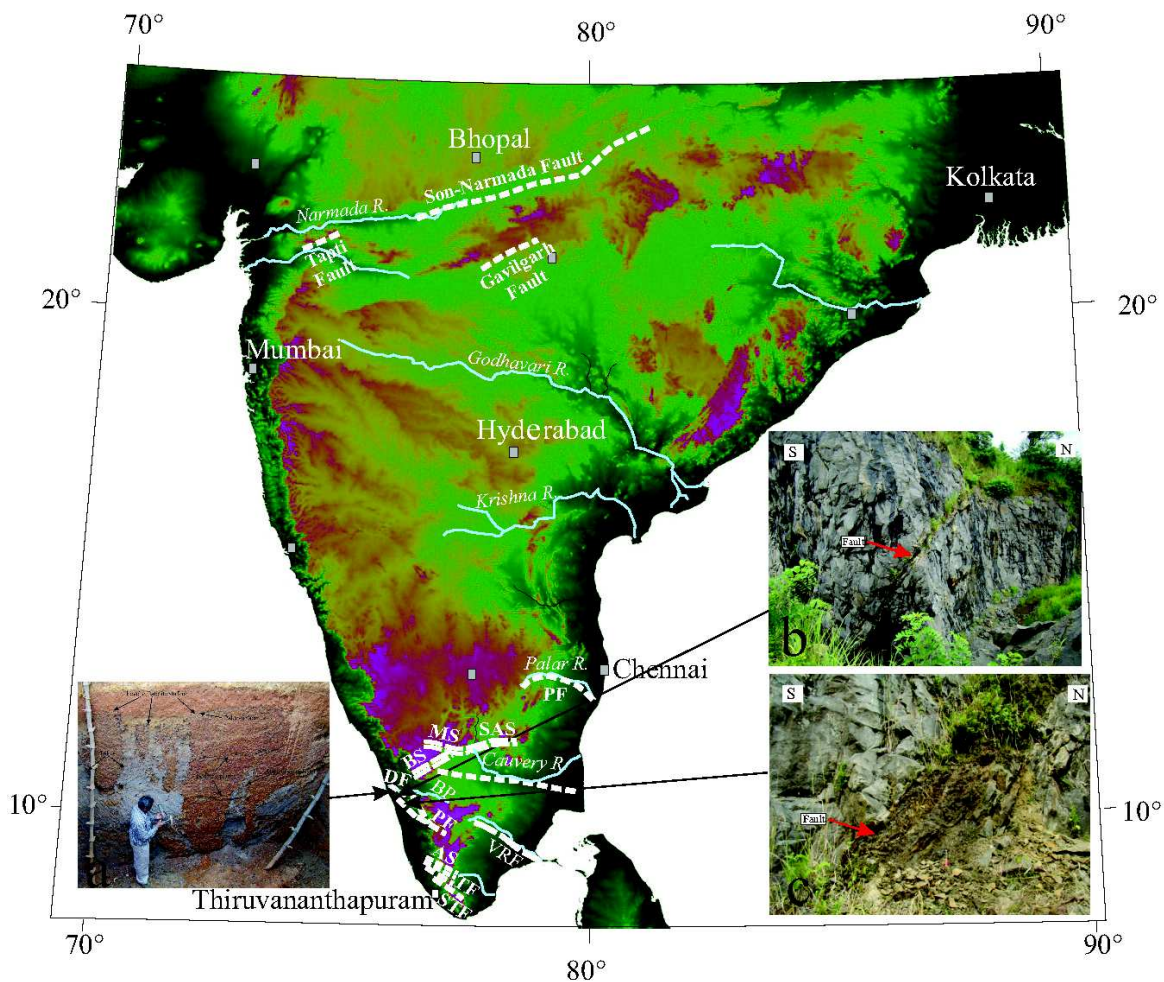 70°
80°
90°
Bhopal
Son-Narmada Fault
Kolkata
Narmada R.
Tapti
Fault
Gavilgarh
Fault
20°
20°
Mumbai
Godhavari R.
Hyderabad
Krishna R.
S
N
Fault
b
Palar R.
PF
Chennai
MS
SAS
BS
Cauvery R.
DF
BP
PF
VRF
AS
TF
STF
10°
10°
a
S
N
Fault
c
Thiruvananthapuram
70°
80°
90°